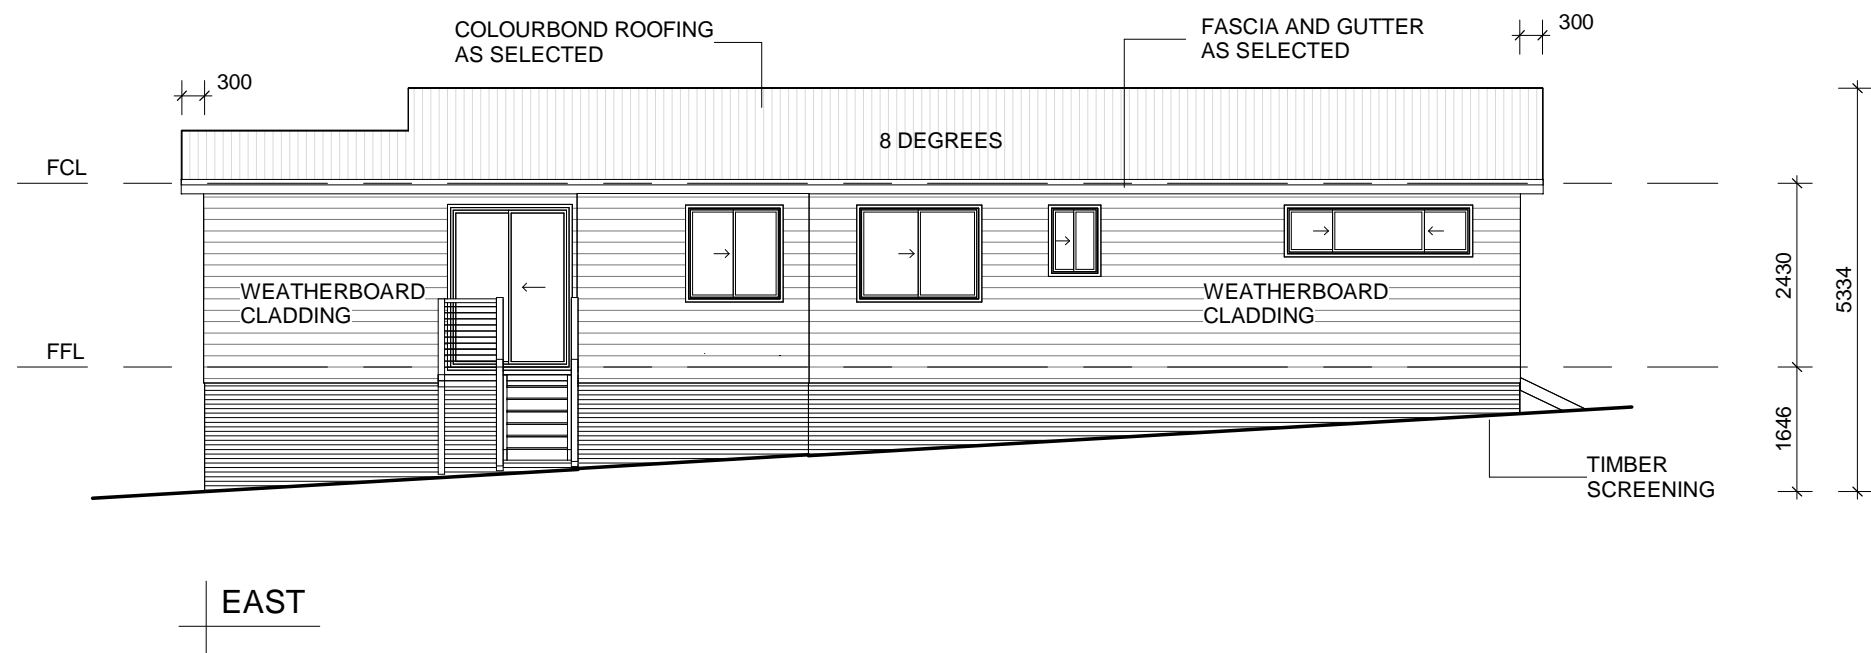 COLOURBOND ROOFING
AS SELECTED
FASCIA AND GUTTER
AS SELECTED
300
300
8 DEGREES
FCL
WEATHERBOARD
CLADDING
WEATHERBOARD
CLADDING
2430
5334
FFL
1646
TIMBER
SCREENING
EAST